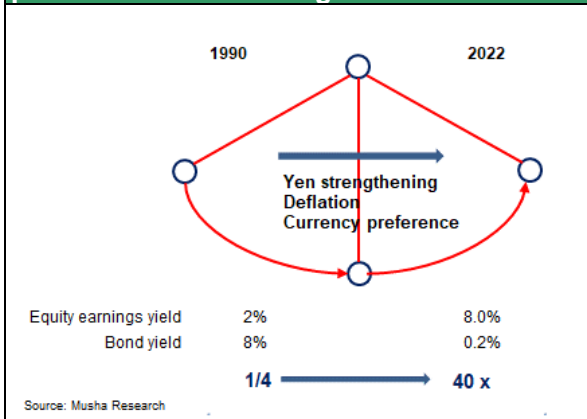 1990 2022
Yen strengthening
Deflation
Currency preference
Equity earnings yield 2% 8.0%
Bond yield 8% 0.2%
1/4 40 x
Source: Musha Research